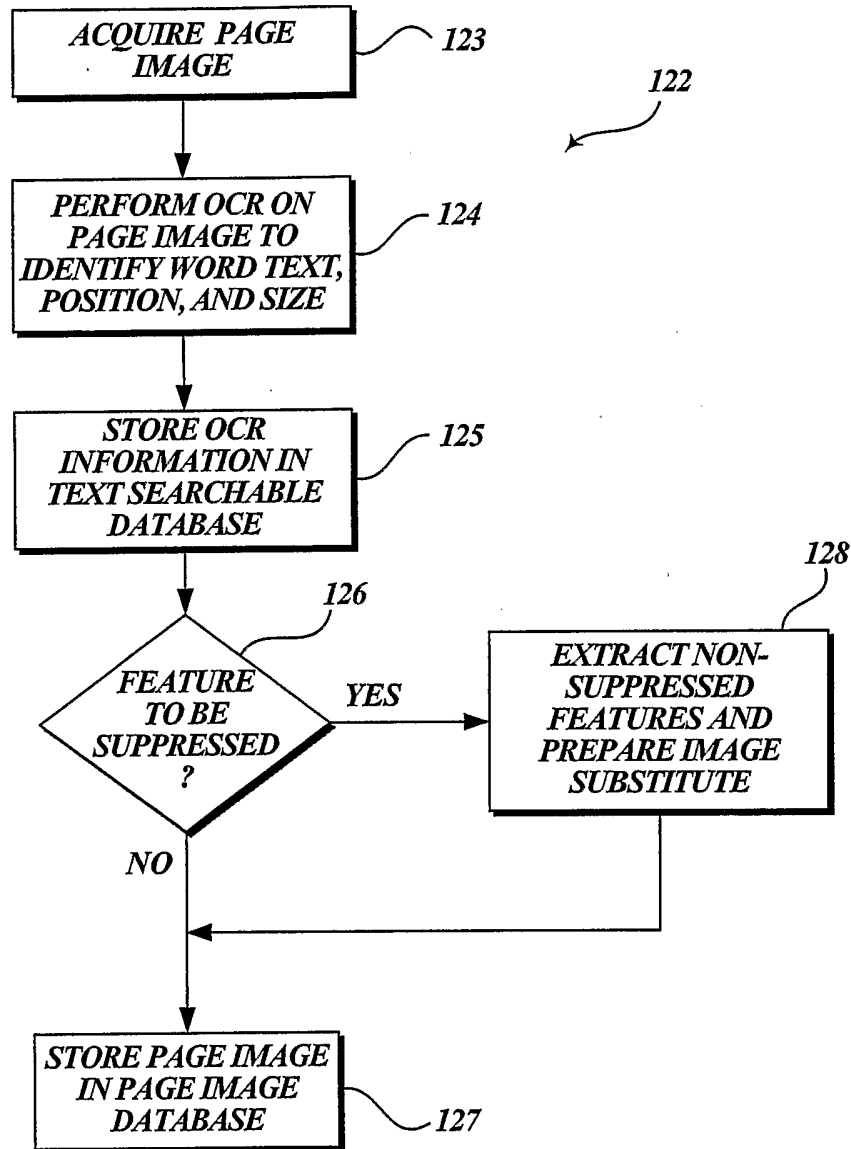 ACQUIRE PAGE
IMAGE
123
122
PERFORM OCR ON
PAGE IMAGE TO
IDENTIFY WORD TEXT,
POSITION, AND SIZE
124
STORE OCR
INFORMATION IN
TEXT SEARCHABLE
DATABASE
125
126
FEATURE
TO BE
SUPPRESSED
?
YES
NO
128
EXTRACT NON-
SUPPRESSED
FEATURES AND
PREPARE IMAGE
SUBSTITUTE
STORE PAGE IMAGE
IN PAGE IMAGE
DATABASE
127